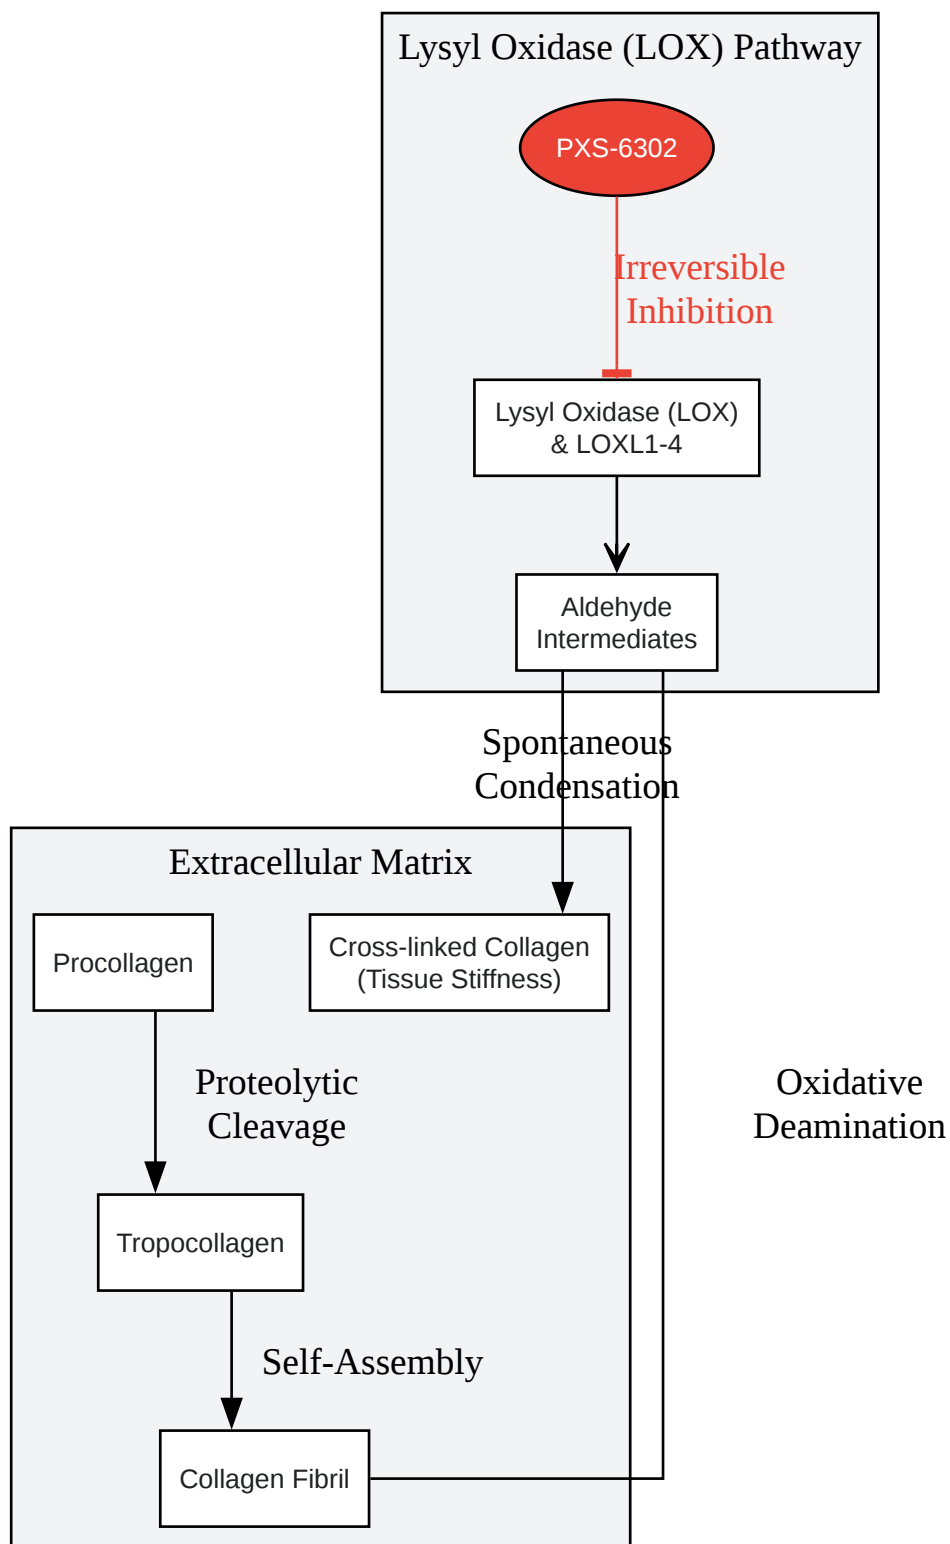 Lysyl Oxidase (LOX) Pathway
PXS-6302
Irreversible
Inhibition
Lysyl Oxidase (LOX)
& LOXL1-4
Aldehyde
Intermediates
Spontaneous
Condensation
Extracellular Matrix
Procollagen
Cross-linked Collagen
(Tissue Stiffness)
Proteolytic
Cleavage
Oxidative
Deamination
Tropocollagen
Self-Assembly
Collagen Fibril